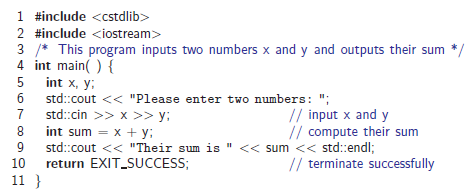 1 #include <cstdlib>
2 #include <iostream>
3 /* This program inputs two numbers x and y and outputs their sum */
4 int main( ) {
5 int x, y;
6 std::cout << "Please enter two numbers: ";
7 std::cin >> x >> y; // input x and y
8 int sum = x + y; // compute their sum
9 std::cout << "Their sum is " << sum << std::endl;
10 return EXIT_SUCCESS; // terminate successfully
11 }